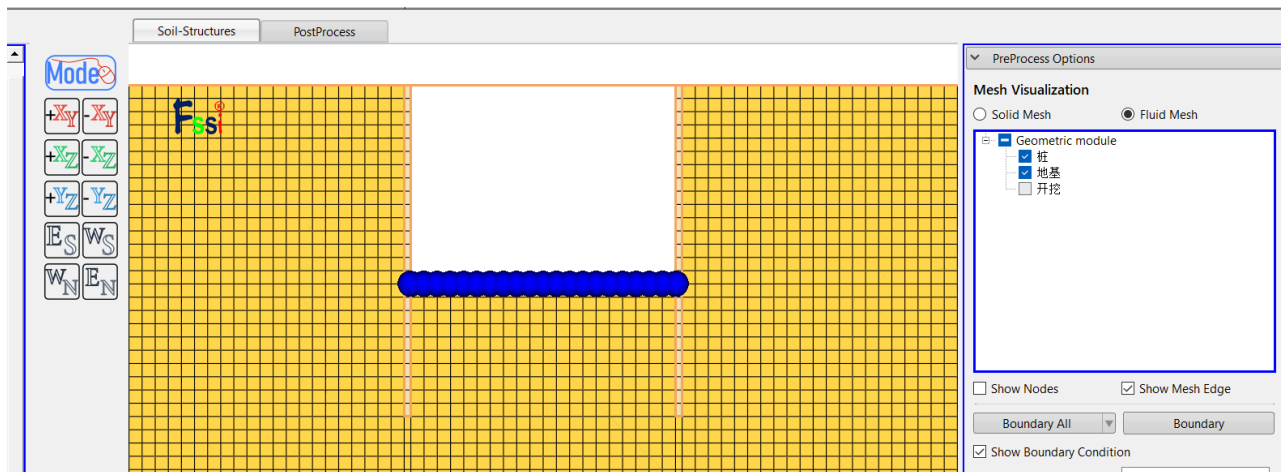 Soil-Structures
PostProcess
Mode
+XY
-XY
+XZ
-XZ
+YZ
-YZ
ES
WS
WN
EN
Fssi®
PreProcess Options
Mesh Visualization
Solid Mesh
Fluid Mesh
Geometric module
桩
地基
开挖
Show Nodes
Show Mesh Edge
Boundary All
Boundary
Show Boundary Condition